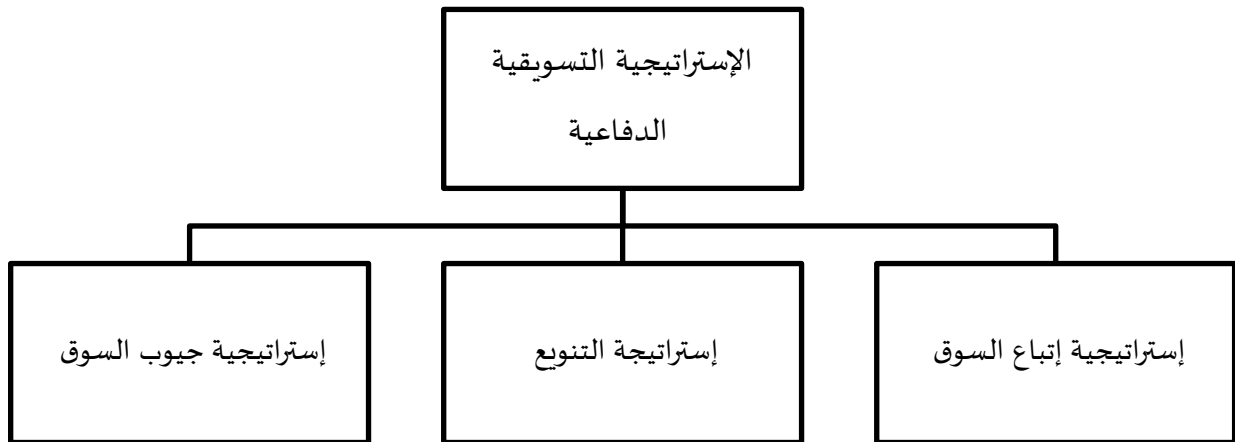 الإستراتيجية التسويقية
الدفاعية
إستراتيجية إتباع السوق
إستراتيجة التنويع
إستراتيجية جيوب السوق